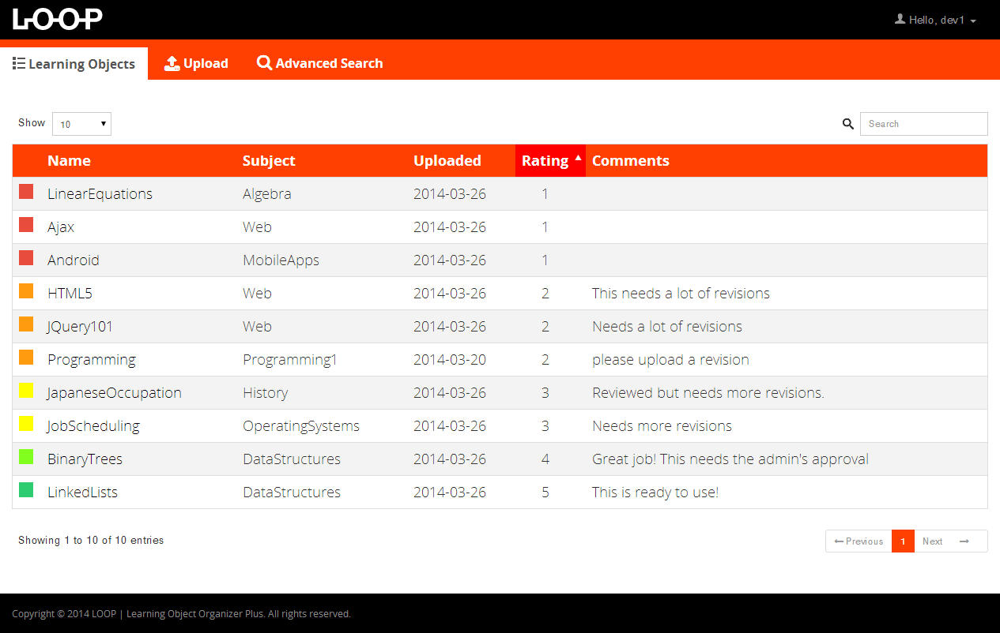 LOOP
Hello, dev1
Learning Objects Upload Advanced Search
Show 10 Search
Name Subject Uploaded Rating Comments
LinearEquations Algebra 2014-03-26 1
Ajax Web 2014-03-26 1
Android MobileApps 2014-03-26 1
HTML5 Web 2014-03-26 2 This needs a lot of revisions
JQuery101 Web 2014-03-26 2 Needs a lot of revisions
Programming Programming1 2014-03-20 2 please upload a revision
JapaneseOccupation History 2014-03-26 3 Reviewed but needs more revisions.
JobScheduling OperatingSystems 2014-03-26 3 Needs more revisions
BinaryTrees DataStructures 2014-03-26 4 Great job! This needs the admin's approval
LinkedLists DataStructures 2014-03-26 5 This is ready to use!
Showing 1 to 10 of 10 entries ← Previous 1 Next →
Copyright © 2014 LOOP | Learning Object Organizer Plus. All rights reserved.